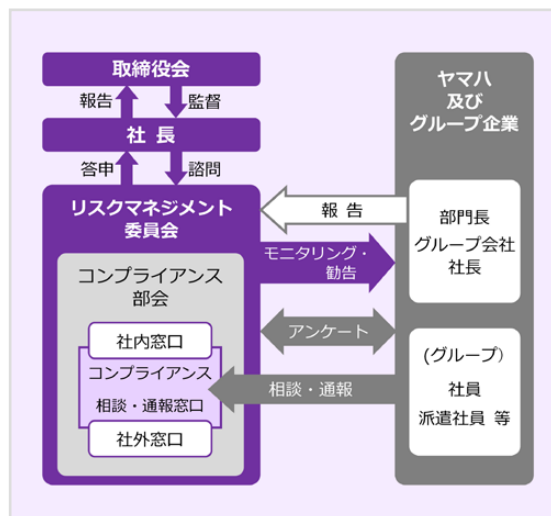 取締役会
報告
監督
社長
答申
諮問
リスクマネジメント
委員会
コンプライアンス
部会
社内窓口
コンプライアンス
相談・通報窓口
社外窓口
報告
モニタリング・
勧告
アンケート
相談・通報
ヤマハ
及び
グループ企業
部門長
グループ会社
社長
(グループ)
社員
派遣社員 等